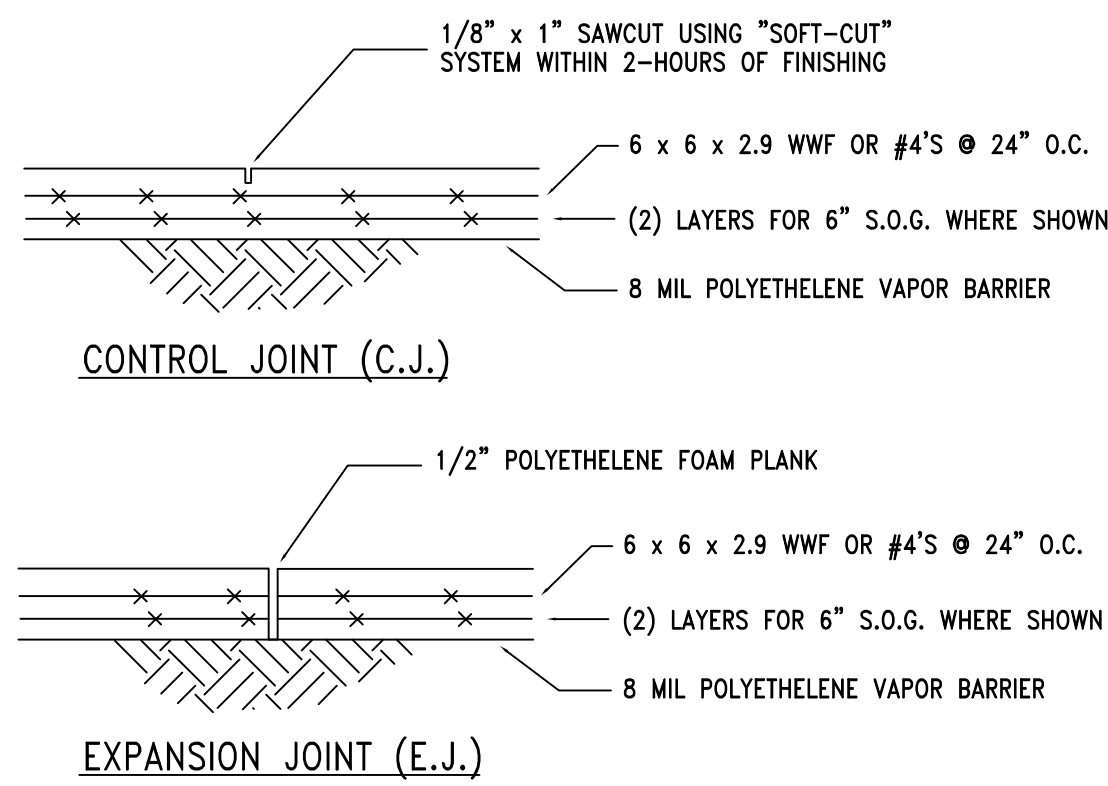 1/8" x 1" SAWCUT USING "SOFT-CUT"
SYSTEM WITHIN 2-HOURS OF FINISHING
6 x 6 x 2.9 WWF OR #4'S @ 24" O.C.
(2) LAYERS FOR 6" S.O.G. WHERE SHOWN
8 MIL POLYETHELENE VAPOR BARRIER
CONTROL JOINT (C.J.)
1/2" POLYETHELENE FOAM PLANK
6 x 6 x 2.9 WWF OR #4'S @ 24" O.C.
(2) LAYERS FOR 6" S.O.G. WHERE SHOWN
8 MIL POLYETHELENE VAPOR BARRIER
EXPANSION JOINT (E.J.)